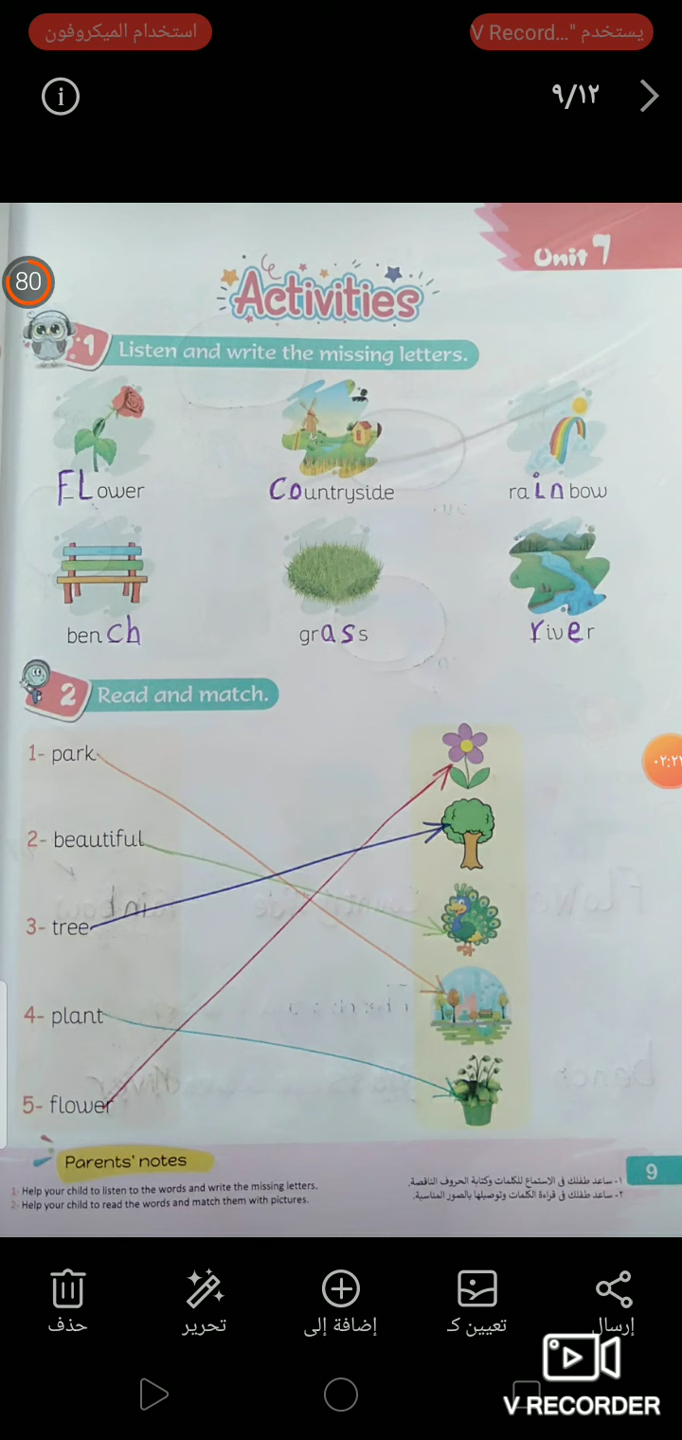 استخدام الميكروفون
يستخدم "V Record...
٩/١٢
Unit 7
80
Activities
1 Listen and write the missing letters.
FLower
countryside
rainbow
bench
grass
river
2 Read and match.
1- park
2- beautiful
3- tree
4- plant
5- flower
Parents' notes
1- Help your child to listen to the words and write the missing letters.
2- Help your child to read the words and match them with pictures.
١- ساعد طفلك في الاستماع للكلمات وكتابة الحروف الناقصة.
٢- ساعد طفلك في قراءة الكلمات وتوصيلها بالصور المناسبة.
9
حذف
تحرير
إضافة إلى
تعيين كـ
إرسال
V RECORDER